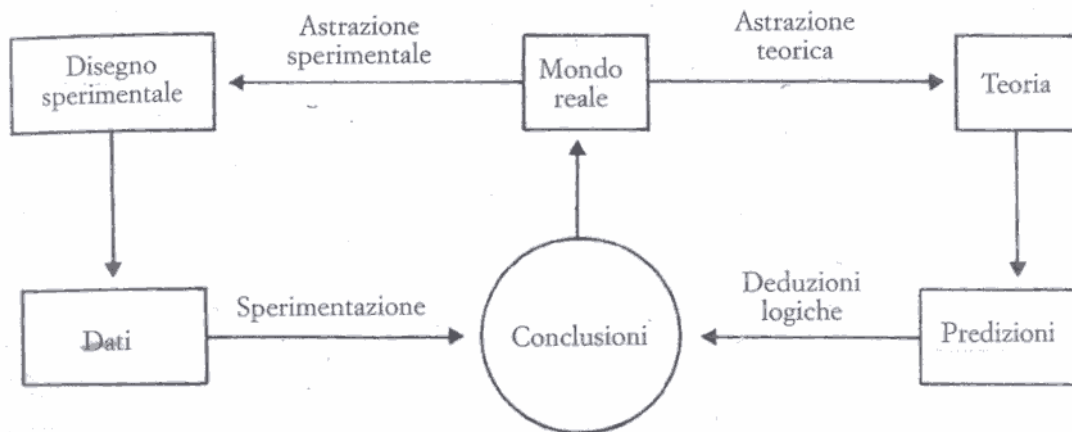 Astrazione
sperimentale
Astrazione
teorica
Disegno
sperimentale
Mondo
reale
Teoria
Sperimentazione
Deduzioni
logiche
Dati
Conclusioni
Predizioni